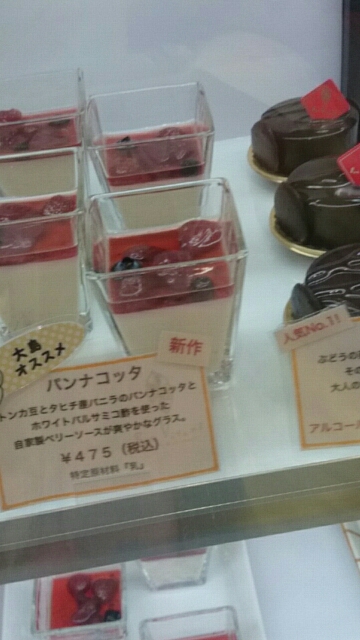 大島
オススメ
新作
パンナコッタ
トンカ豆とタヒチ産バニラのパンナコッタと
ホワイトバルサミコ酢を使った
自家製ベリーソースが爽やかなグラス。
￥475（税込）
特定原材料『乳』
人気No.1!
ぶどうの
その
大人の
アルコール